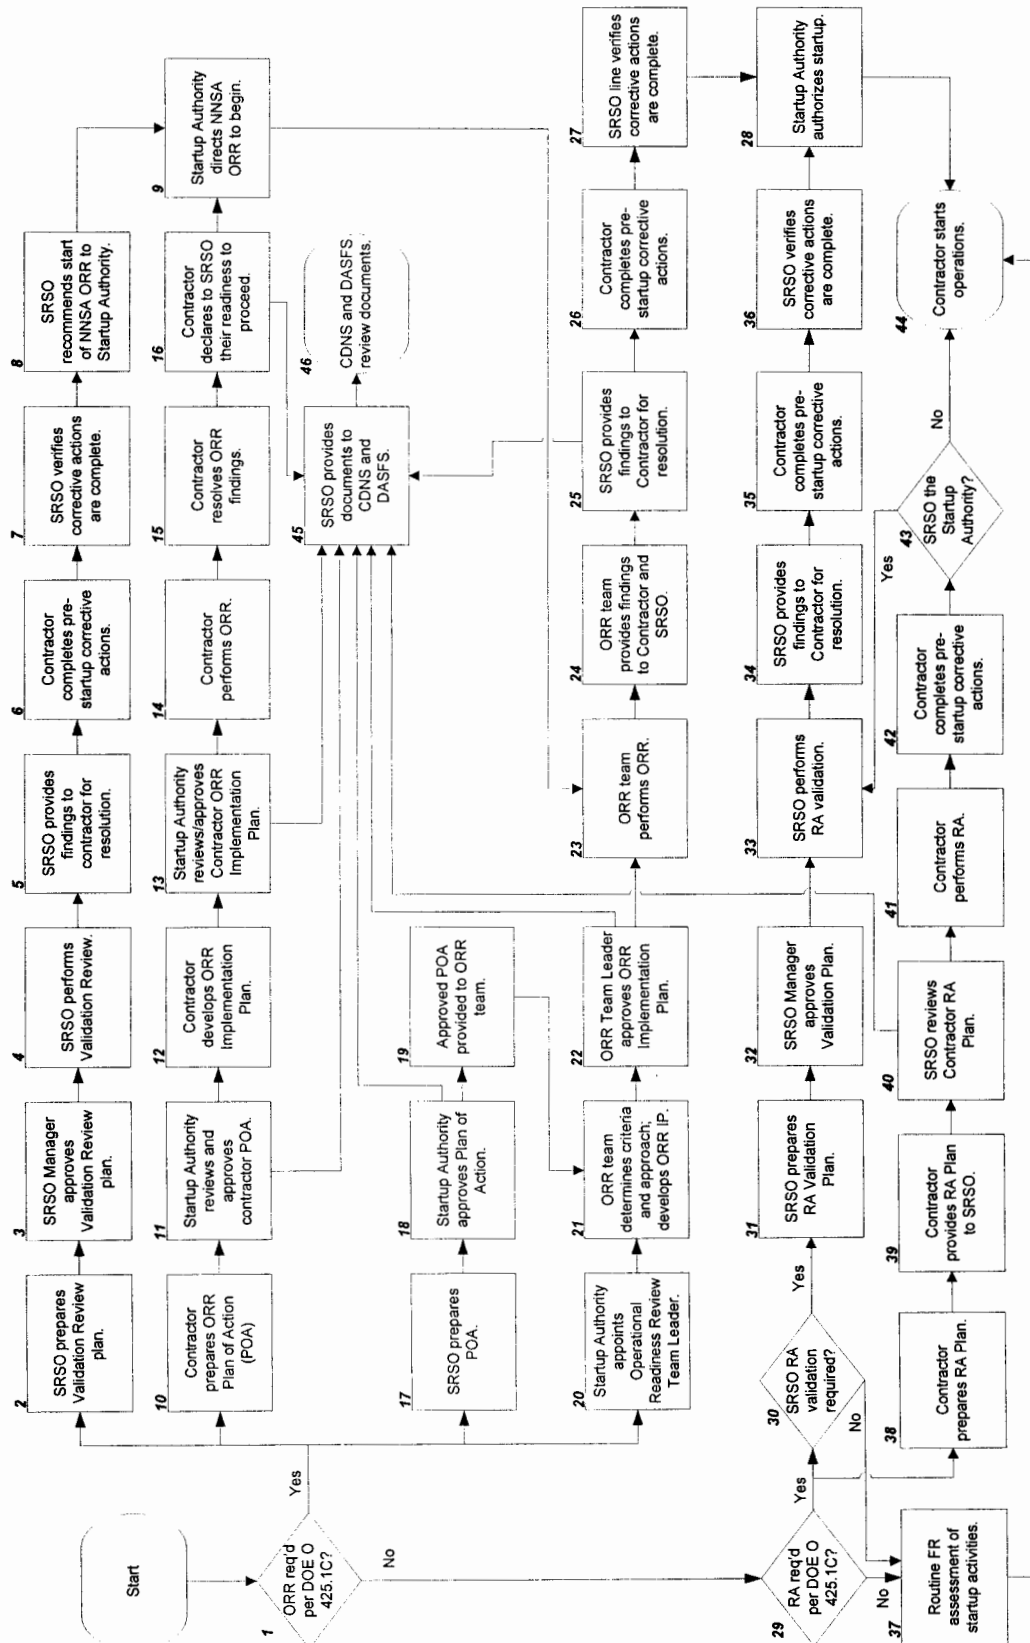 Start
1
ORR req'd
per DOE O
425.1C?
Yes
No
2
SRSO prepares
Validation Review
plan.
3
SRSO Manager
approves
Validation Review
plan.
4
SRSO performs
Validation Review.
5
SRSO provides
findings to
contractor for
resolution.
6
Contractor
completes pre-
startup corrective
actions.
7
SRSO verifies
corrective actions
are complete.
8
SRSO
recommends start
of NNSA ORR to
Startup Authority.
9
Startup Authority
directs NNSA
ORR to begin.
10
Contractor
prepares ORR
Plan of Action
(POA)
11
Startup Authority
reviews and
approves
contractor POA.
12
Contractor
develops ORR
Implementation
Plan.
13
Startup Authority
reviews/approves
Contractor ORR
Implementation
Plan.
14
Contractor
performs ORR.
15
Contractor
resolves ORR
findings.
16
Contractor
declares to SRSO
their readiness to
proceed.
45
SRSO provides
documents to
CDNS and
DASFS.
46
CDNS and DASFS
review documents.
17
SRSO prepares
POA.
18
Startup Authority
approves Plan of
Action.
19
Approved POA
provided to ORR
team.
20
Startup Authority
appoints
Operational
Readiness Review
Team Leader.
21
ORR team
determines criteria
and approach;
develops ORR IP.
22
ORR Team Leader
approves ORR
Implementation
Plan.
23
ORR team
performs ORR.
24
ORR team
provides findings
to Contractor and
SRSO.
25
SRSO provides
findings to
Contractor for
resolution.
26
Contractor
completes pre-
startup corrective
actions.
27
SRSO line verifies
corrective actions
are complete.
28
Startup Authority
authorizes startup.
29
RA req'd
per DOE O
425.1C?
Yes
No
30
SRSO RA
validation
required?
Yes
No
31
SRSO prepares
RA Validation
Plan.
32
SRSO Manager
approves
Validation Plan.
33
SRSO performs
RA validation.
34
SRSO provides
findings to
Contractor for
resolution.
35
Contractor
completes pre-
startup corrective
actions.
36
SRSO verifies
corrective actions
are complete.
37
Routine FR
assessment of
startup activities.
38
Contractor
prepares RA Plan.
39
Contractor
provides RA Plan
to SRSO.
40
SRSO reviews
Contractor RA
Plan.
41
Contractor
performs RA.
42
Contractor
completes pre-
startup corrective
actions.
43
SRSO the
Startup
Authority?
Yes
No
44
Contractor starts
operations.